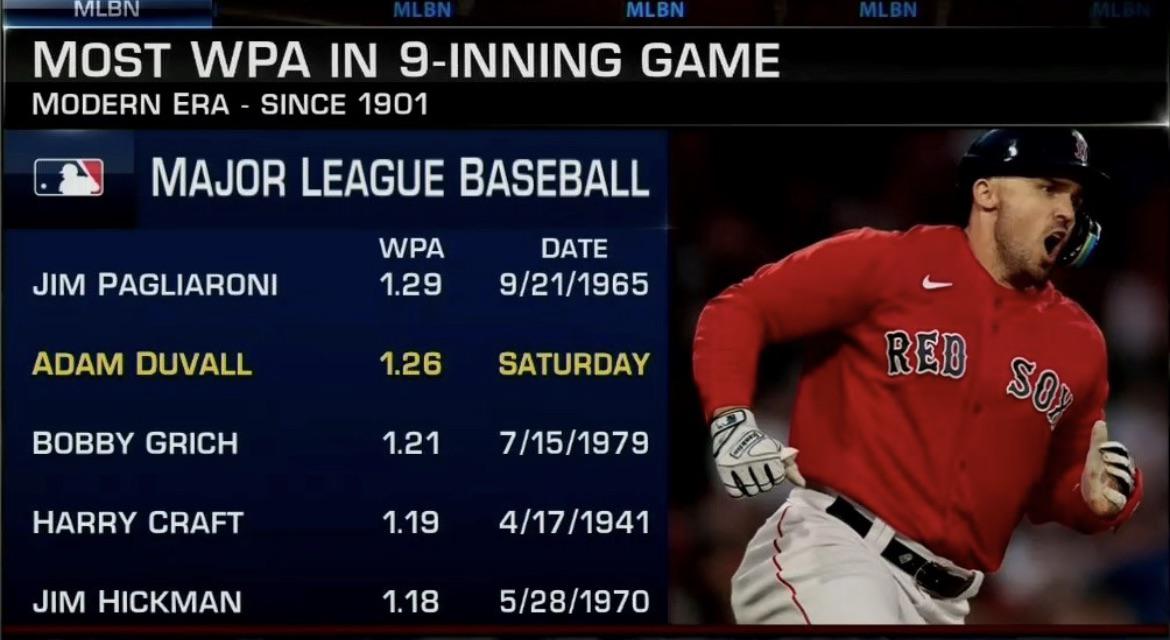 MLBN MLBN MLBN MLBN MLBN
MOST WPA IN 9-INNING GAME
MODERN ERA - SINCE 1901
MAJOR LEAGUE BASEBALL
WPA DATE
JIM PAGLIARONI 1.29 9/21/1965
ADAM DUVALL 1.26 SATURDAY
BOBBY GRICH 1.21 7/15/1979
HARRY CRAFT 1.19 4/17/1941
JIM HICKMAN 1.18 5/28/1970
RED SOX